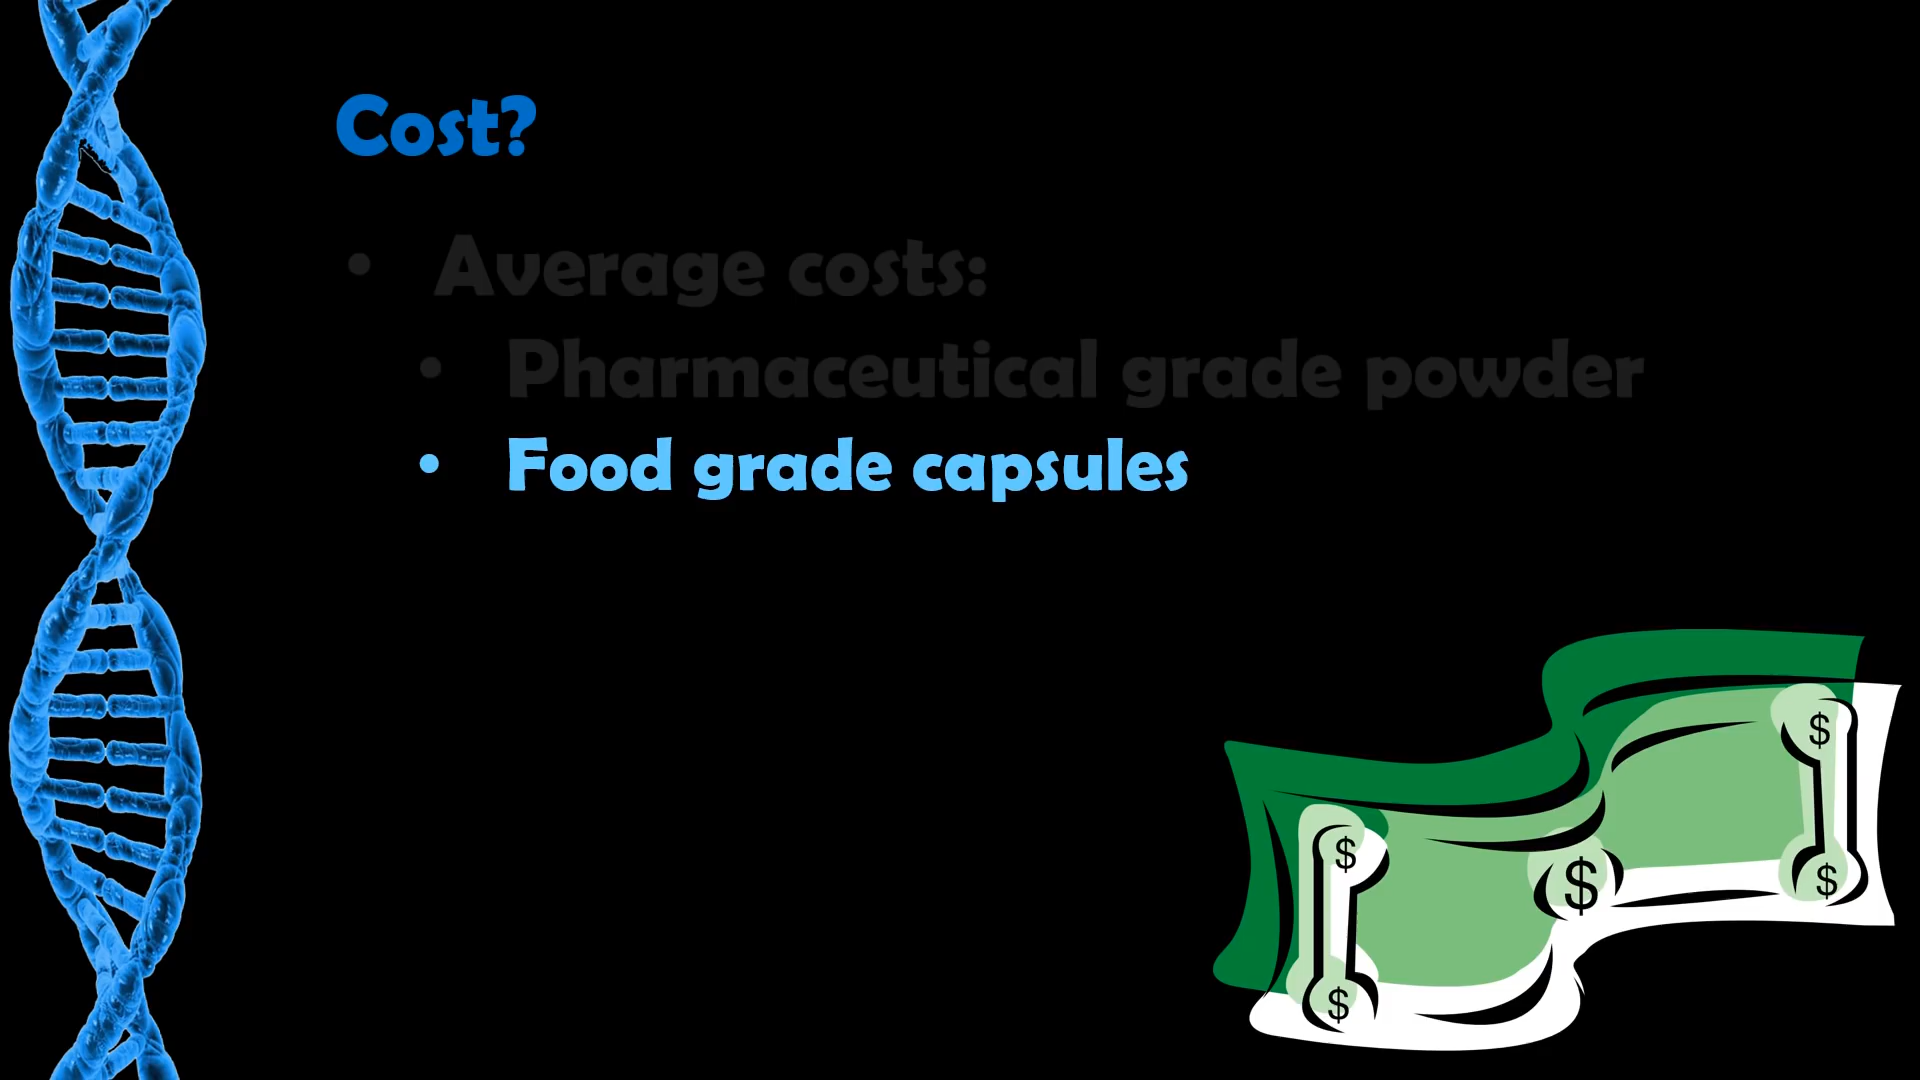 Cost?
• Average costs:
• Pharmaceutical grade powder
• Food grade capsules
$
$
$
$
$